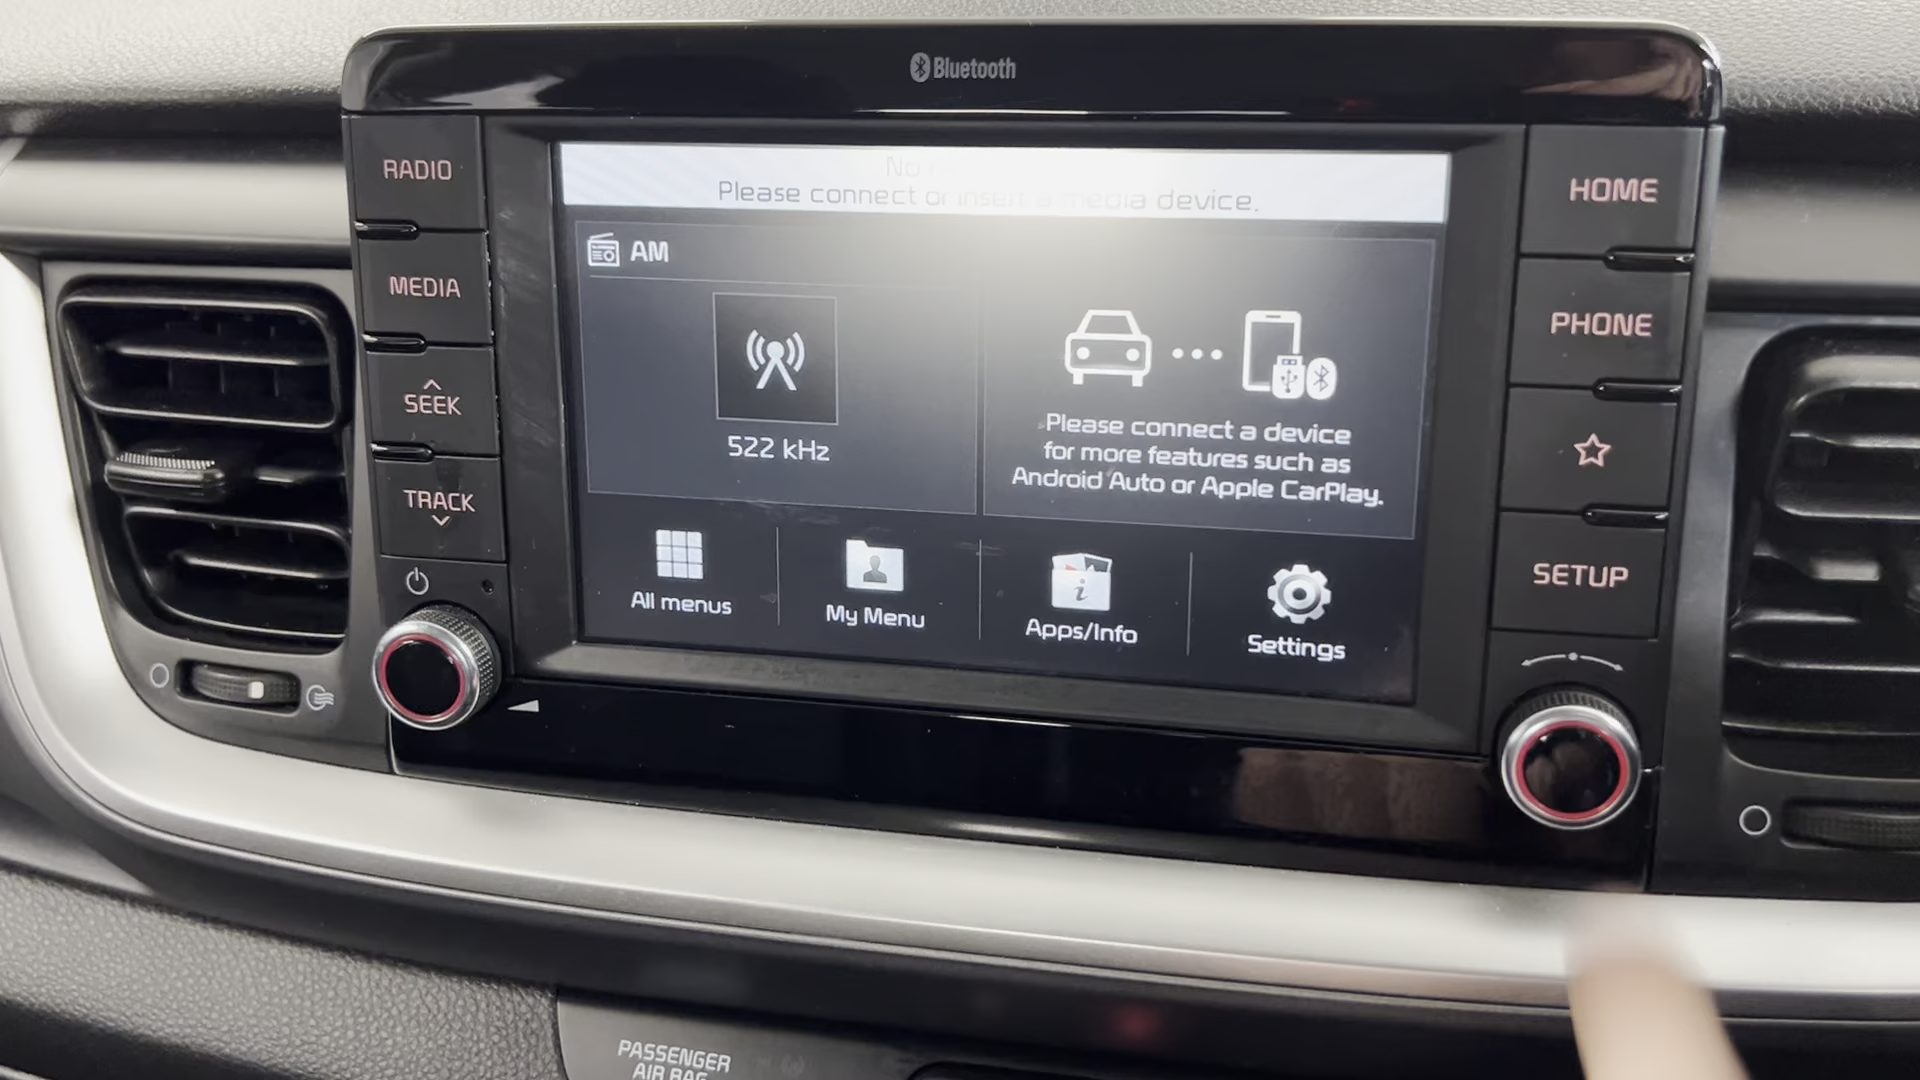 Bluetooth
RADIO
MEDIA
SEEK
TRACK
No
Please connect or insert a media device.
AM
522 kHz
Please connect a device
for more features such as
Android Auto or Apple CarPlay.
All menus
My Menu
Apps/Info
Settings
HOME
PHONE
SETUP
PASSENGER
AIR BAG